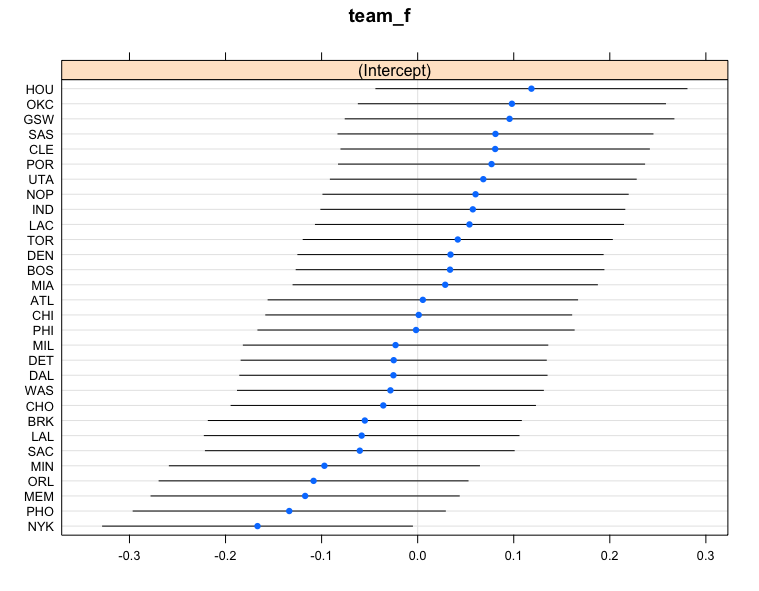 team_f
(Intercept)
HOU
OKC
GSW
SAS
CLE
POR
UTA
NOP
IND
LAC
TOR
DEN
BOS
MIA
ATL
CHI
PHI
MIL
DET
DAL
WAS
CHO
BRK
LAL
SAC
MIN
ORL
MEM
PHO
NYK
-0.3 -0.2 -0.1 0.0 0.1 0.2 0.3